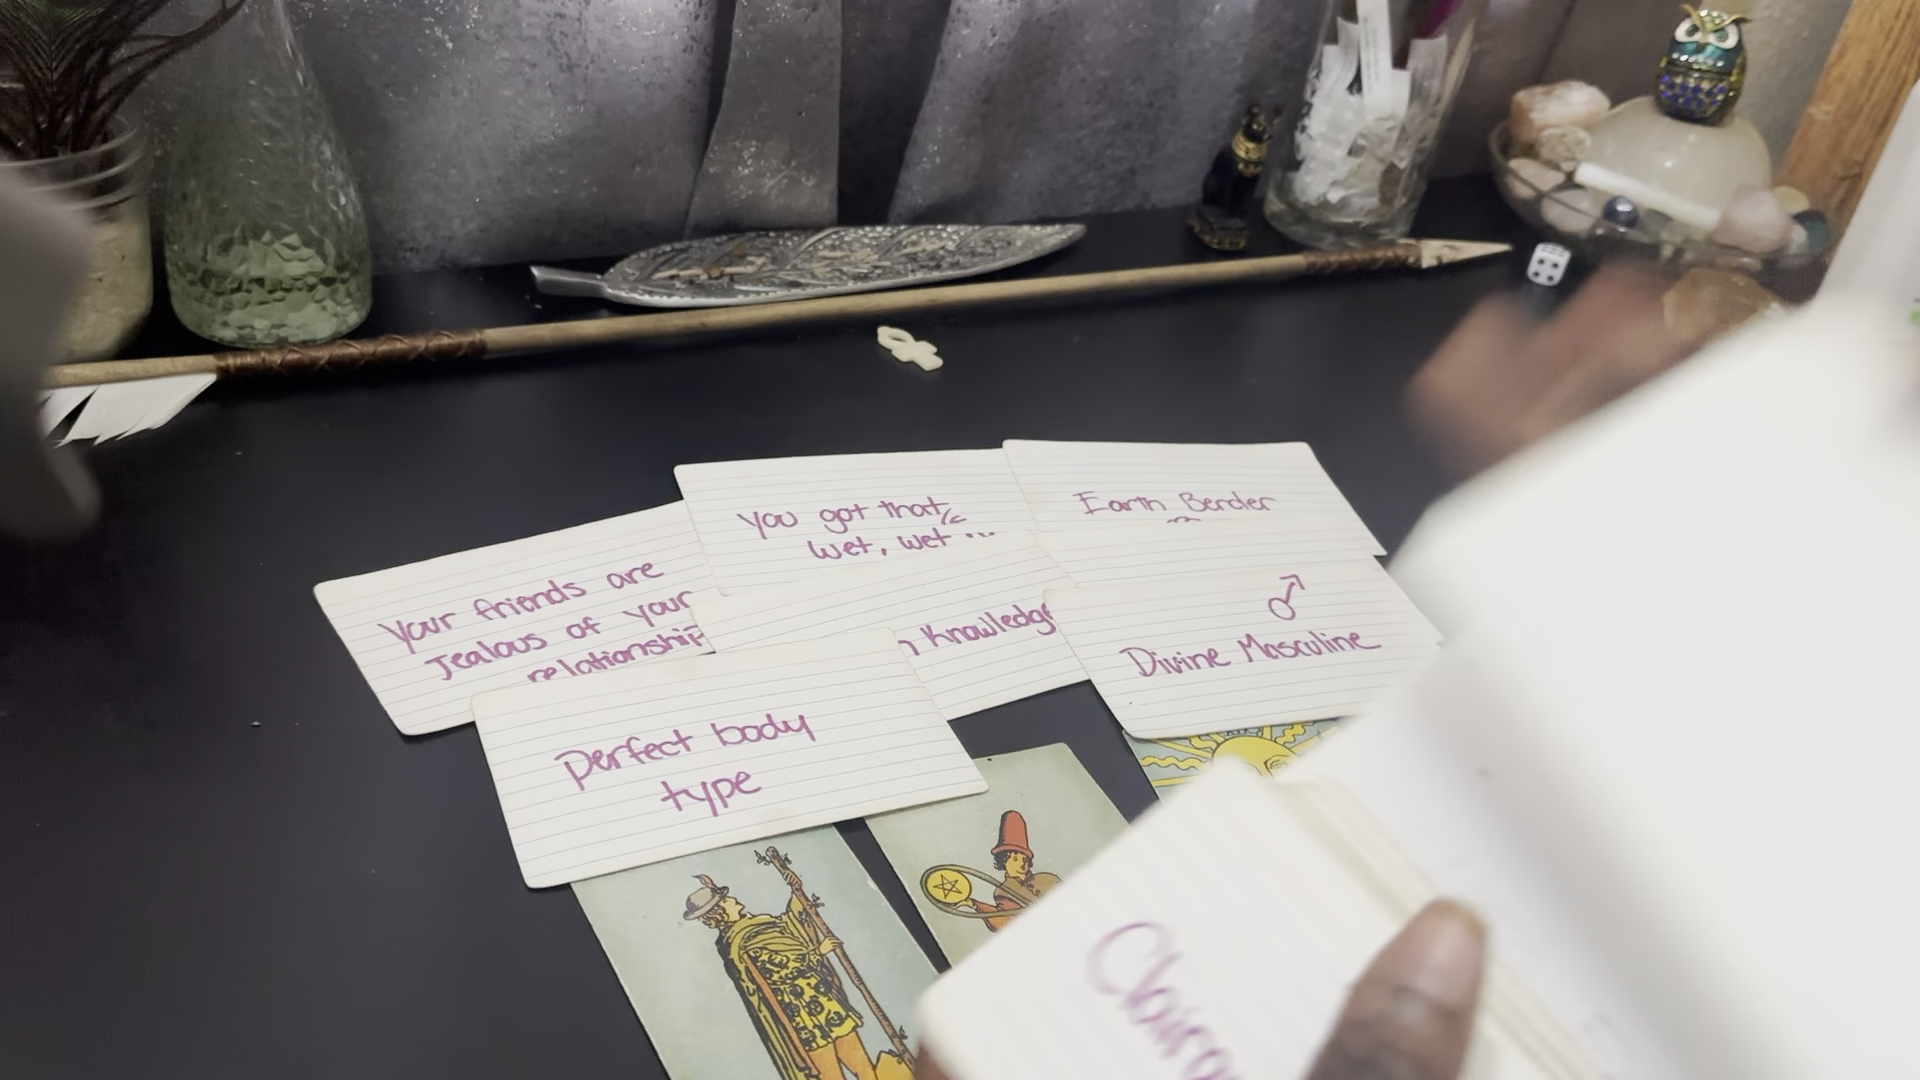 You got that
wet, wet ...
Earth Bender
Your friends are
Jealous of your
relationship
Knowledge
♂
Divine Masculine
Perfect body
type